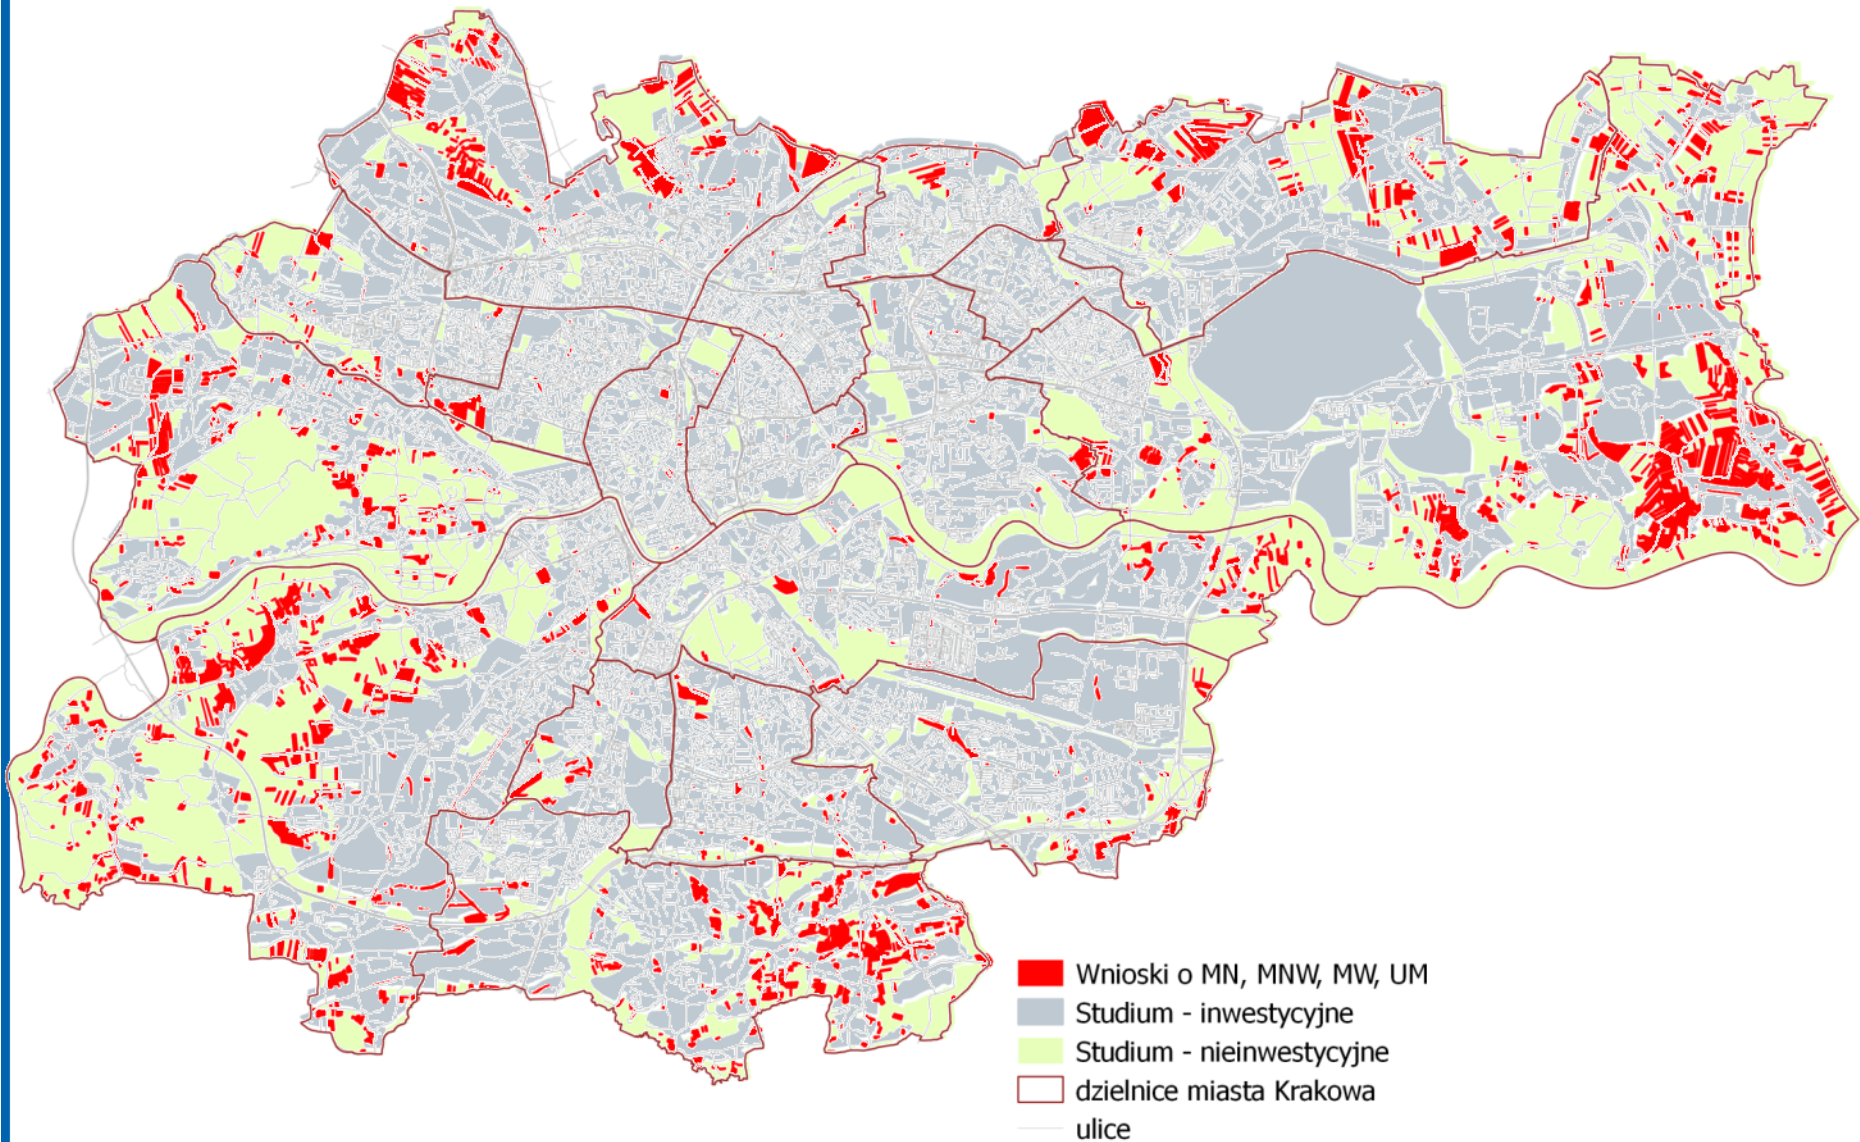 Wnioski o MN, MNW, MW, UM
Studium - inwestycyjne
Studium - nieinwestycyjne
dzielnice miasta Krakowa
ulice